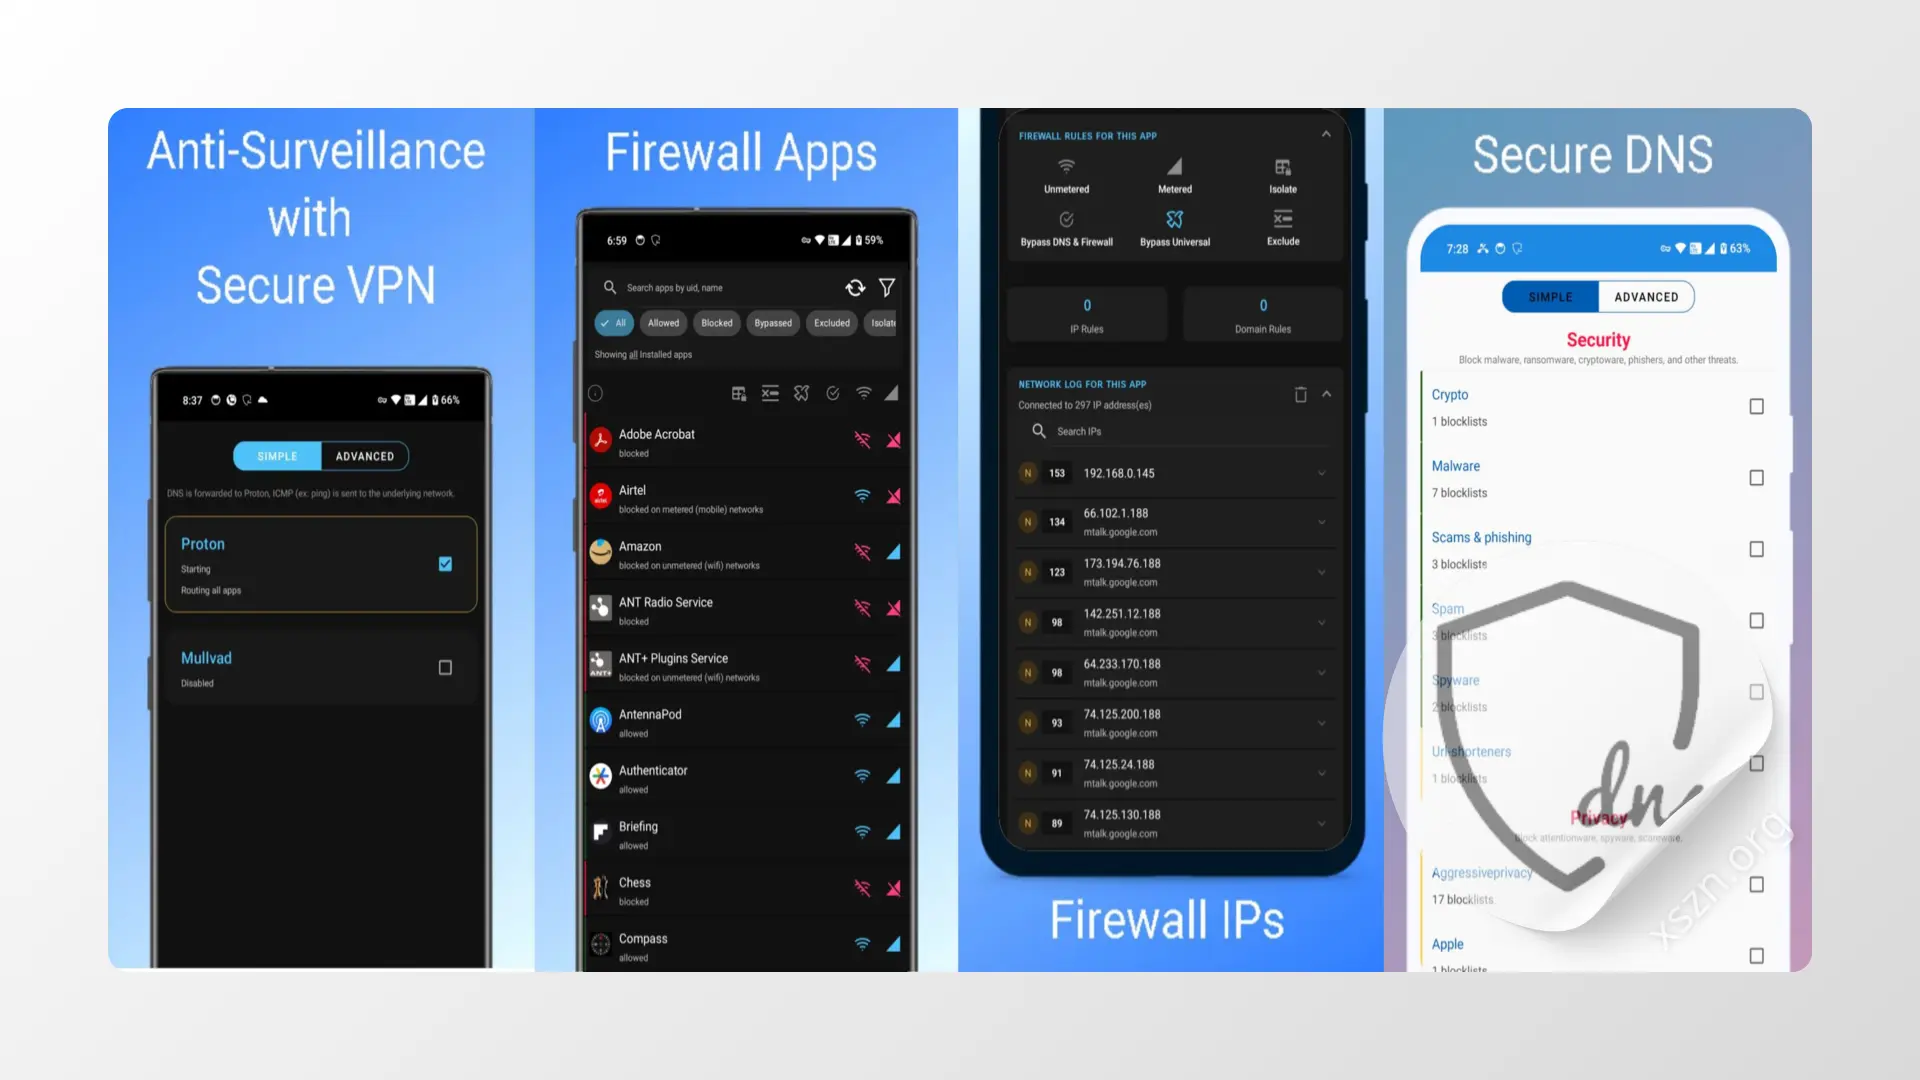 Anti-Surveillance
with
Secure VPN
8:37
66%
SIMPLE
ADVANCED
DNS is forwarded to Proton, ICMP (ex: ping) is sent to the underlying network.
Proton
Starting
Routing all apps
Mullvad
Disabled
Firewall Apps
6:59
59%
Search apps by uid, name
All
Allowed
Blocked
Bypassed
Excluded
Isolat
Showing all Installed apps
Adobe Acrobat
blocked
Airtel
blocked on metered (mobile) networks
Amazon
blocked on unmetered (wifi) networks
ANT Radio Service
blocked
ANT+
ANT+ Plugins Service
blocked on unmetered (wifi) networks
AntennaPod
allowed
Authenticator
allowed
Briefing
allowed
Chess
blocked
Compass
allowed
FIREWALL RULES FOR THIS APP
Unmetered
Metered
Isolate
Bypass DNS & Firewall
Bypass Universal
Exclude
0
IP Rules
0
Domain Rules
NETWORK LOG FOR THIS APP
Connected to 297 IP address(es)
Search IPs
N 153 192.168.0.145
N 134 66.102.1.188
mtalk.google.com
N 123 173.194.76.188
mtalk.google.com
N 98 142.251.12.188
mtalk.google.com
N 98 64.233.170.188
mtalk.google.com
N 93 74.125.200.188
mtalk.google.com
N 91 74.125.24.188
mtalk.google.com
N 89 74.125.130.188
mtalk.google.com
Firewall IPs
Secure DNS
7:28
63%
SIMPLE
ADVANCED
Security
Block malware, ransomware, cryptoware, phishers, and other threats.
Crypto
1 blocklists
Malware
7 blocklists
Scams & phishing
3 blocklists
Spam
3 blocklists
Spyware
2 blocklists
Url-shorteners
1 blocklists
Privacy
Block attentionware, spyware, scareware.
Aggressiveprivacy
17 blocklists
Apple
1 blocklists
dns
xszn.org